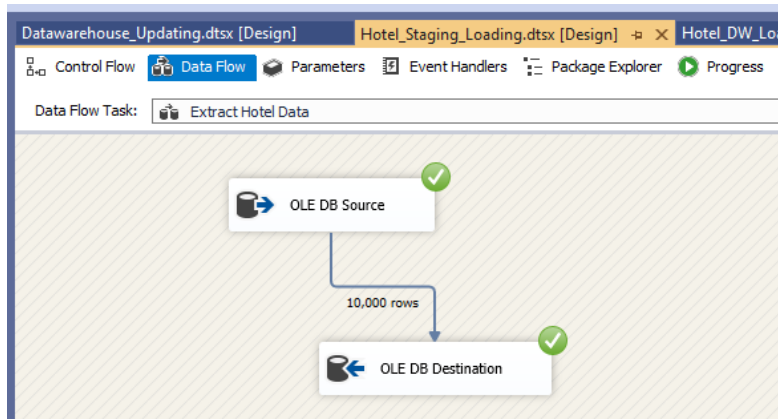 Datawarehouse_Updating.dtsx [Design] Hotel_Staging_Loading.dtsx [Design] Hotel_DW_Loa
Control Flow Data Flow Parameters Event Handlers Package Explorer Progress
Data Flow Task: Extract Hotel Data
OLE DB Source
10,000 rows
OLE DB Destination